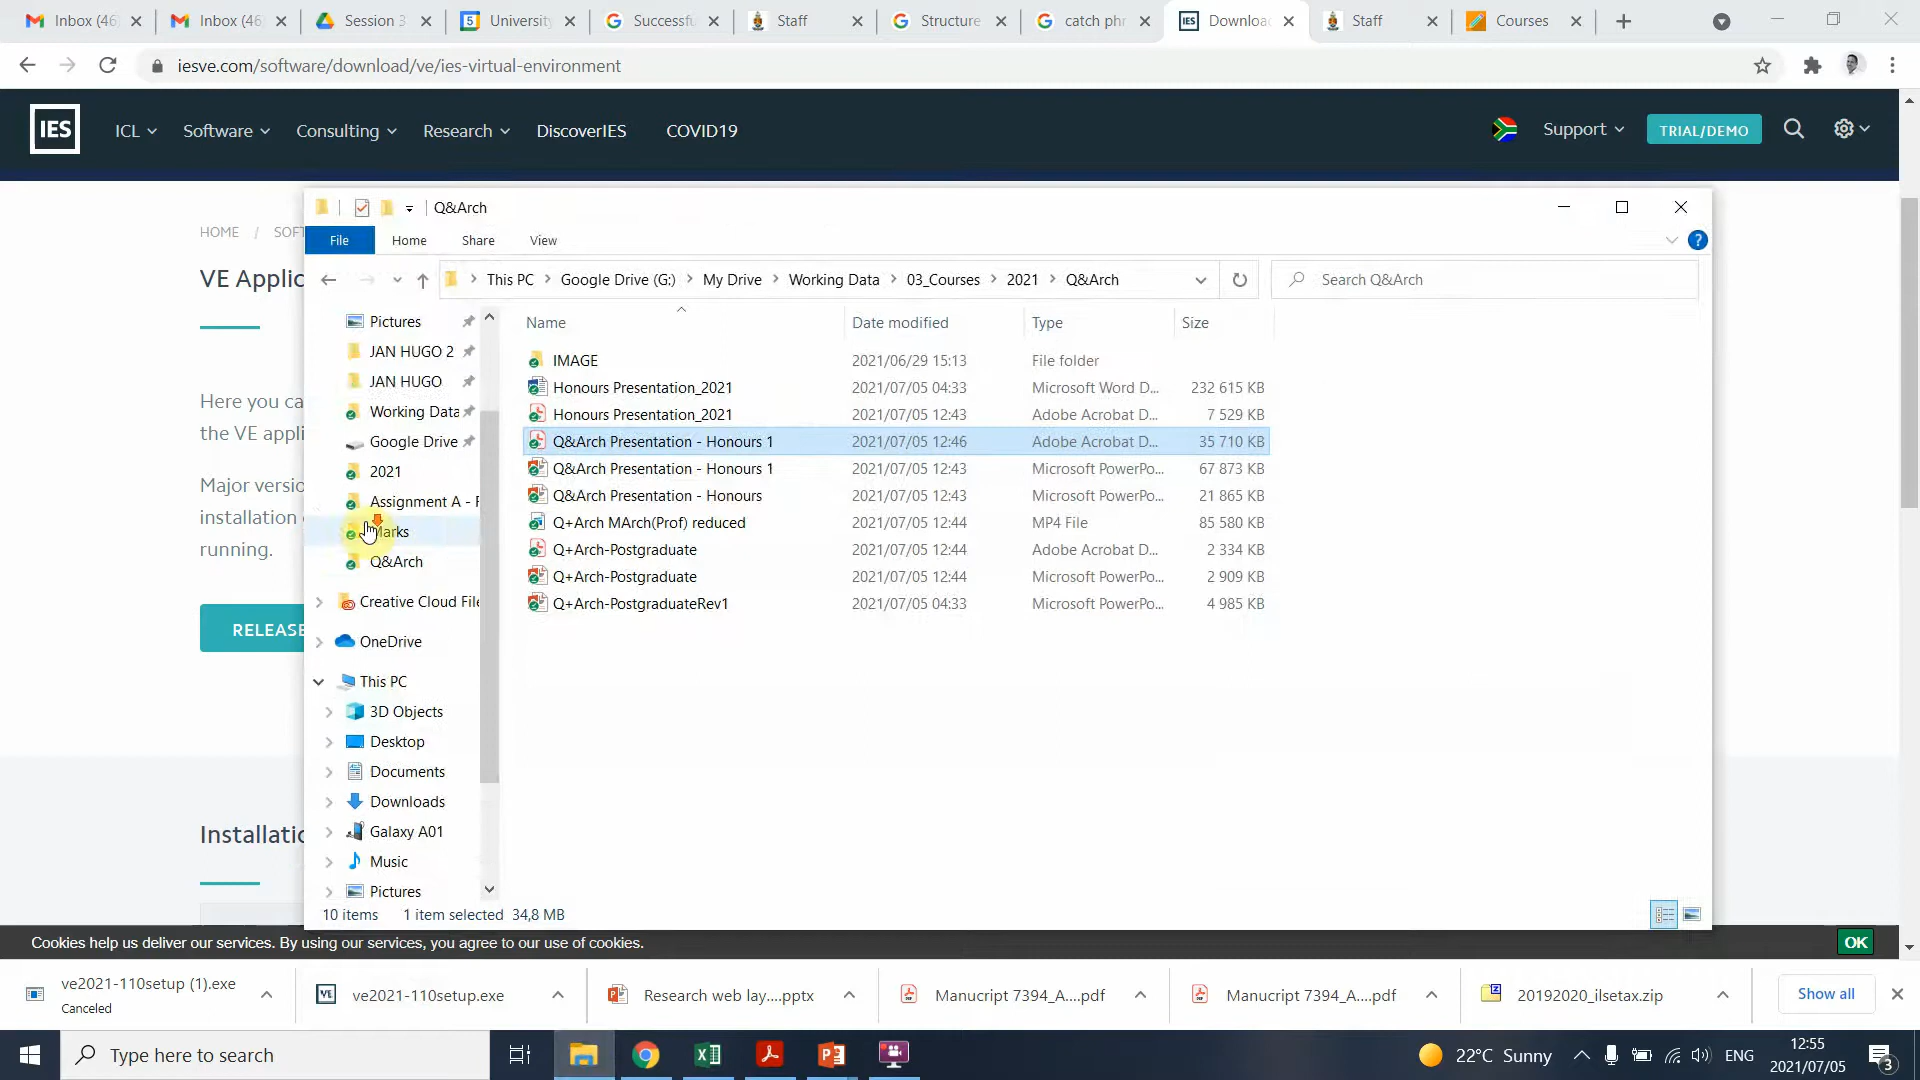 Inbox (46
Inbox (46
Session 3
5
University
Successfu
Staff
Structure
catch phr
IES
Downloa
Staff
Courses
iesve.com/software/download/ve/ies-virtual-environment
IES
ICL
Software
Consulting
Research
DiscoverIES
COVID19
Support
TRIAL/DEMO
HOME / SOFT
VE Applic
Here you ca
the VE appli
Major versio
installation
running.
RELEASE
Installatio
Q&Arch
File
Home
Share
View
?
This PC
Google Drive (G:)
My Drive
Working Data
03_Courses
2021
Q&Arch
Search Q&Arch
Name
Date modified
Type
Size
Pictures
JAN HUGO 2
JAN HUGO
Working Data
Google Drive
2021
Assignment A - F
Marks
Q&Arch
Creative Cloud File
OneDrive
This PC
3D Objects
Desktop
Documents
Downloads
Galaxy A01
Music
Pictures
IMAGE 2021/06/29 15:13 File folder
Honours Presentation_2021 2021/07/05 04:33 Microsoft Word D... 232 615 KB
Honours Presentation_2021 2021/07/05 12:43 Adobe Acrobat D... 7 529 KB
Q&Arch Presentation - Honours 1 2021/07/05 12:46 Adobe Acrobat D... 35 710 KB
Q&Arch Presentation - Honours 1 2021/07/05 12:43 Microsoft PowerPo... 67 873 KB
Q&Arch Presentation - Honours 2021/07/05 12:43 Microsoft PowerPo... 21 865 KB
Q+Arch MArch(Prof) reduced 2021/07/05 12:44 MP4 File 85 580 KB
Q+Arch-Postgraduate 2021/07/05 12:44 Adobe Acrobat D... 2 334 KB
Q+Arch-Postgraduate 2021/07/05 12:44 Microsoft PowerPo... 2 909 KB
Q+Arch-PostgraduateRev1 2021/07/05 04:33 Microsoft PowerPo... 4 985 KB
10 items 1 item selected 34,8 MB
Cookies help us deliver our services. By using our services, you agree to our use of cookies.
OK
ve2021-110setup (1).exe
Canceled
VE
ve2021-110setup.exe
Research web lay....pptx
Manucript 7394_A....pdf
Manucript 7394_A....pdf
20192020_ilsetax.zip
Show all
Type here to search
22°C Sunny
ENG
12:55
2021/07/05
3